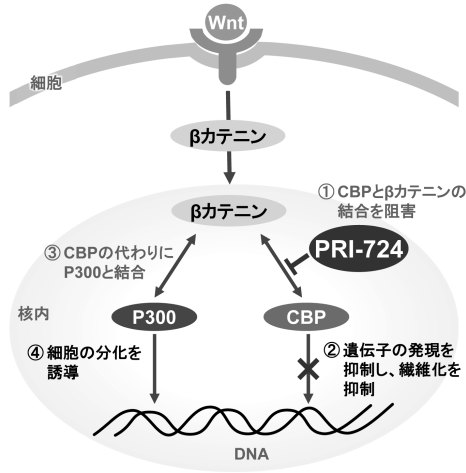 Wnt
細胞
βカテニン
βカテニン
① CBPとβカテニンの
結合を阻害
PRI-724
③ CBPの代わりに
P300と結合
核内
P300
CBP
④ 細胞の分化を
誘導
② 遺伝子の発現を
抑制し、繊維化を
抑制
DNA